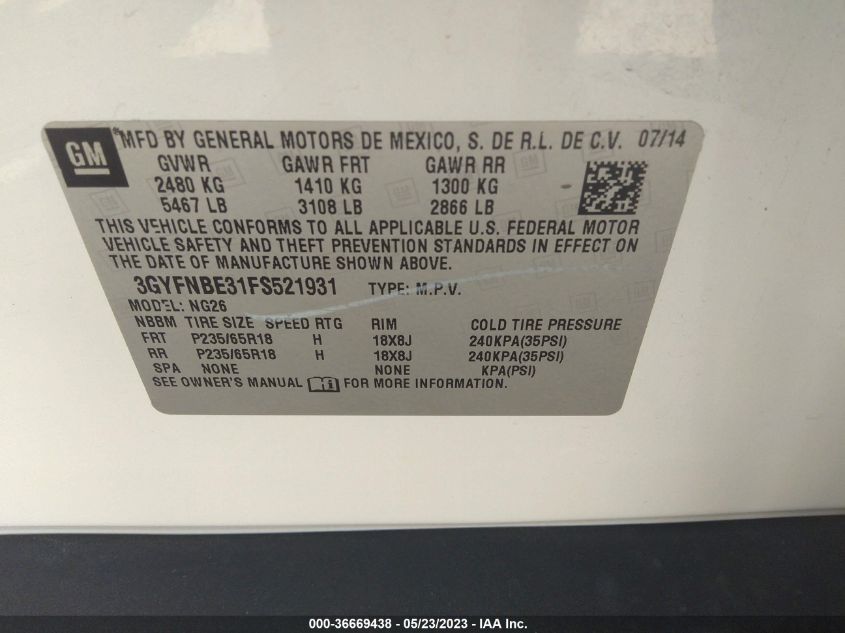 GM
*MFD BY GENERAL MOTORS DE MEXICO, S. DE R.L. DE C.V. 07/14
GVWR GAWR FRT GAWR RR
2480 KG 1410 KG 1300 KG
5467 LB 3108 LB 2866 LB
THIS VEHICLE CONFORMS TO ALL APPLICABLE U.S. FEDERAL MOTOR
VEHICLE SAFETY AND THEFT PREVENTION STANDARDS IN EFFECT ON
THE DATE OF MANUFACTURE SHOWN ABOVE.
3GYFNBE31FS521931 TYPE: M.P.V.
MODEL: NG26
NBBM TIRE SIZE SPEED RTG RIM COLD TIRE PRESSURE
FRT P235/65R18 H 18X8J 240KPA(35PSI)
RR P235/65R18 H 18X8J 240KPA(35PSI)
SPA NONE NONE KPA(PSI)
SEE OWNER'S MANUAL FOR MORE INFORMATION.
000-36669438 - 05/23/2023 - IAA Inc.